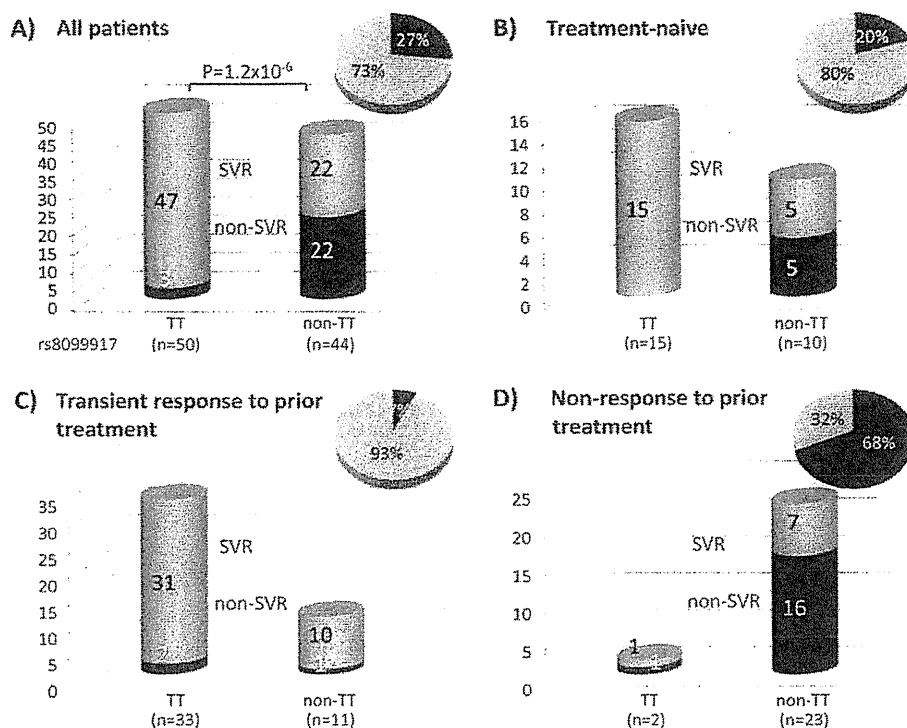 A) All patients
27%
73%
P=1.2x10-6
50
45
40
35
30
25
20
15
10
5
0
SVR
non-SVR
47
3
22
22
TT
non-TT
rs8099917
(n=50)
(n=44)
B) Treatment-naive
20%
80%
16
14
12
10
8
6
4
2
0
SVR
non-SVR
15
5
5
TT
non-TT
(n=15)
(n=10)
C) Transient response to prior
treatment
93%
35
30
25
20
15
10
5
0
SVR
non-SVR
31
2
10
TT
non-TT
(n=33)
(n=11)
D) Non-response to prior
treatment
32%
68%
25
20
15
10
5
0
SVR
non-SVR
1
1
7
16
TT
non-TT
(n=2)
(n=23)